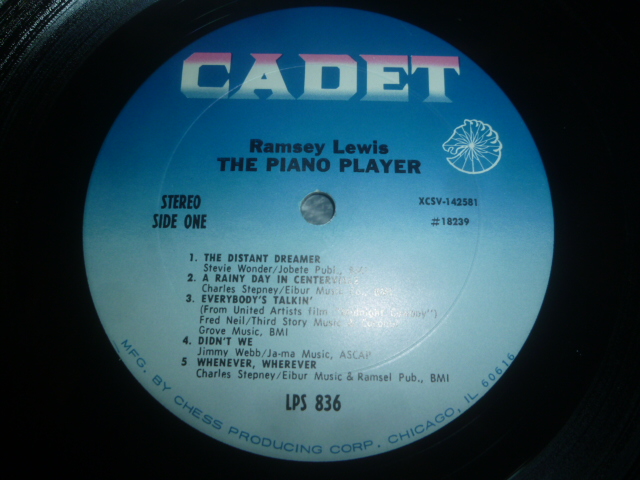 CADET
Ramsey Lewis
THE PIANO PLAYER
STEREO
SIDE ONE
XCSV-142581
#18239
1. THE DISTANT DREAMER
Stevie Wonder/Jobete Publ.,
2. A RAINY DAY IN
Charles Stepney/Eibur Music
3. EVERYBODY'S TALKIN'
(From United Artists film
Fred Neil/Third Story Music
Grove Music, BMI
4. DIDN'T WE
Jimmy Webb/Ja-ma Music, ASCAP
5 WHENEVER, WHEREVER
Charles Stepney/Eibur Music & Ramsel Pub., BMI
LPS 836
MFG. BY CHESS PRODUCING CORP., CHICAGO, IL 60616